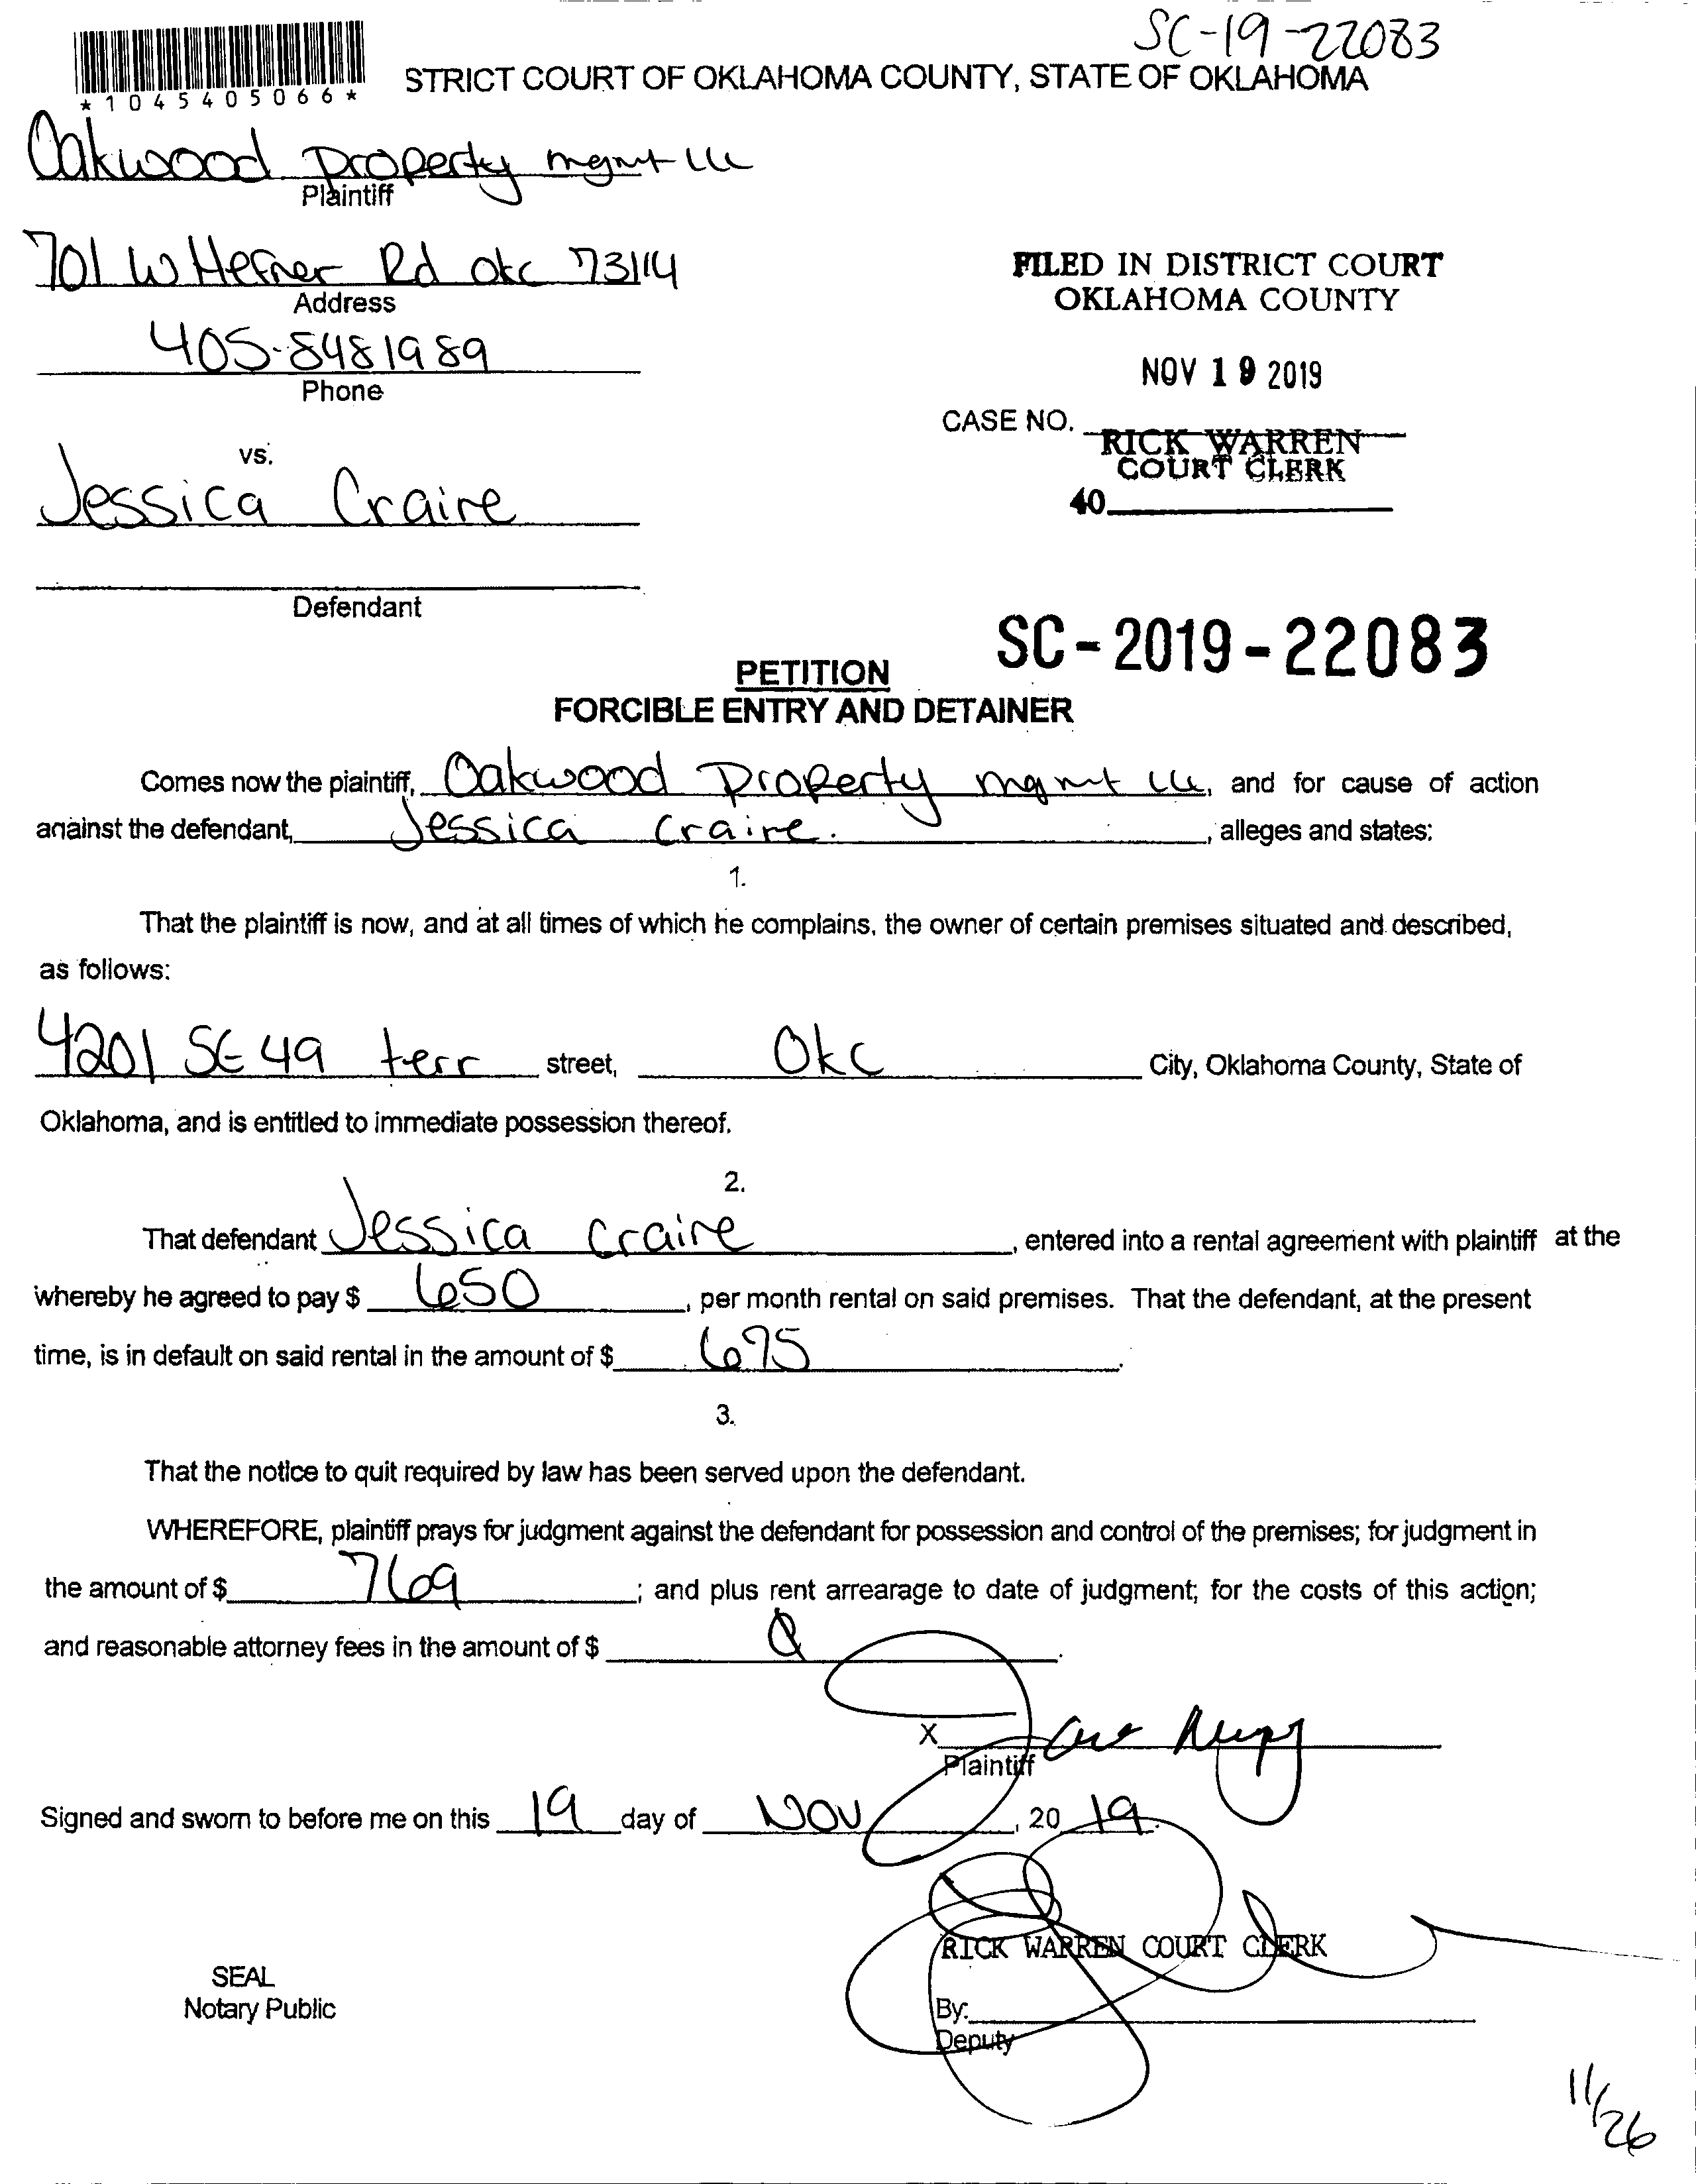 SC-19-22083
STRICT COURT OF OKLAHOMA COUNTY, STATE OF OKLAHOMA
*1045405066*
Oakwood Property mgmt LLC
Plaintiff
701 W Hefner Rd okc 73114
Address
405-8481989
Phone
FILED IN DISTRICT COURT
OKLAHOMA COUNTY
NOV 19 2019
CASE NO.
RICK WARREN
COURT CLERK
40
vs.
Jessica Craire
Defendant
SC-2019-22083
PETITION
FORCIBLE ENTRY AND DETAINER
Comes now the plaintiff, Oakwood Property mgmt LLC, and for cause of action
against the defendant, Jessica Craire. , alleges and states:
1.
That the plaintiff is now, and at all times of which he complains, the owner of certain premises situated and described,
as follows:
4201 SE 49 terr street, Okc City, Oklahoma County, State of
Oklahoma, and is entitled to immediate possession thereof.
2.
That defendant Jessica Craire , entered into a rental agreement with plaintiff at the
whereby he agreed to pay $ 650 , per month rental on said premises. That the defendant, at the present
time, is in default on said rental in the amount of $ 695 .
3.
That the notice to quit required by law has been served upon the defendant.
WHEREFORE, plaintiff prays for judgment against the defendant for possession and control of the premises; for judgment in
the amount of $ 769 ; and plus rent arrearage to date of judgment; for the costs of this action;
and reasonable attorney fees in the amount of $ .
X
Plaintiff
Signed and sworn to before me on this 19 day of Nov , 20 19.
RICK WARREN COURT CLERK
SEAL
Notary Public
By:
Deputy
11/26